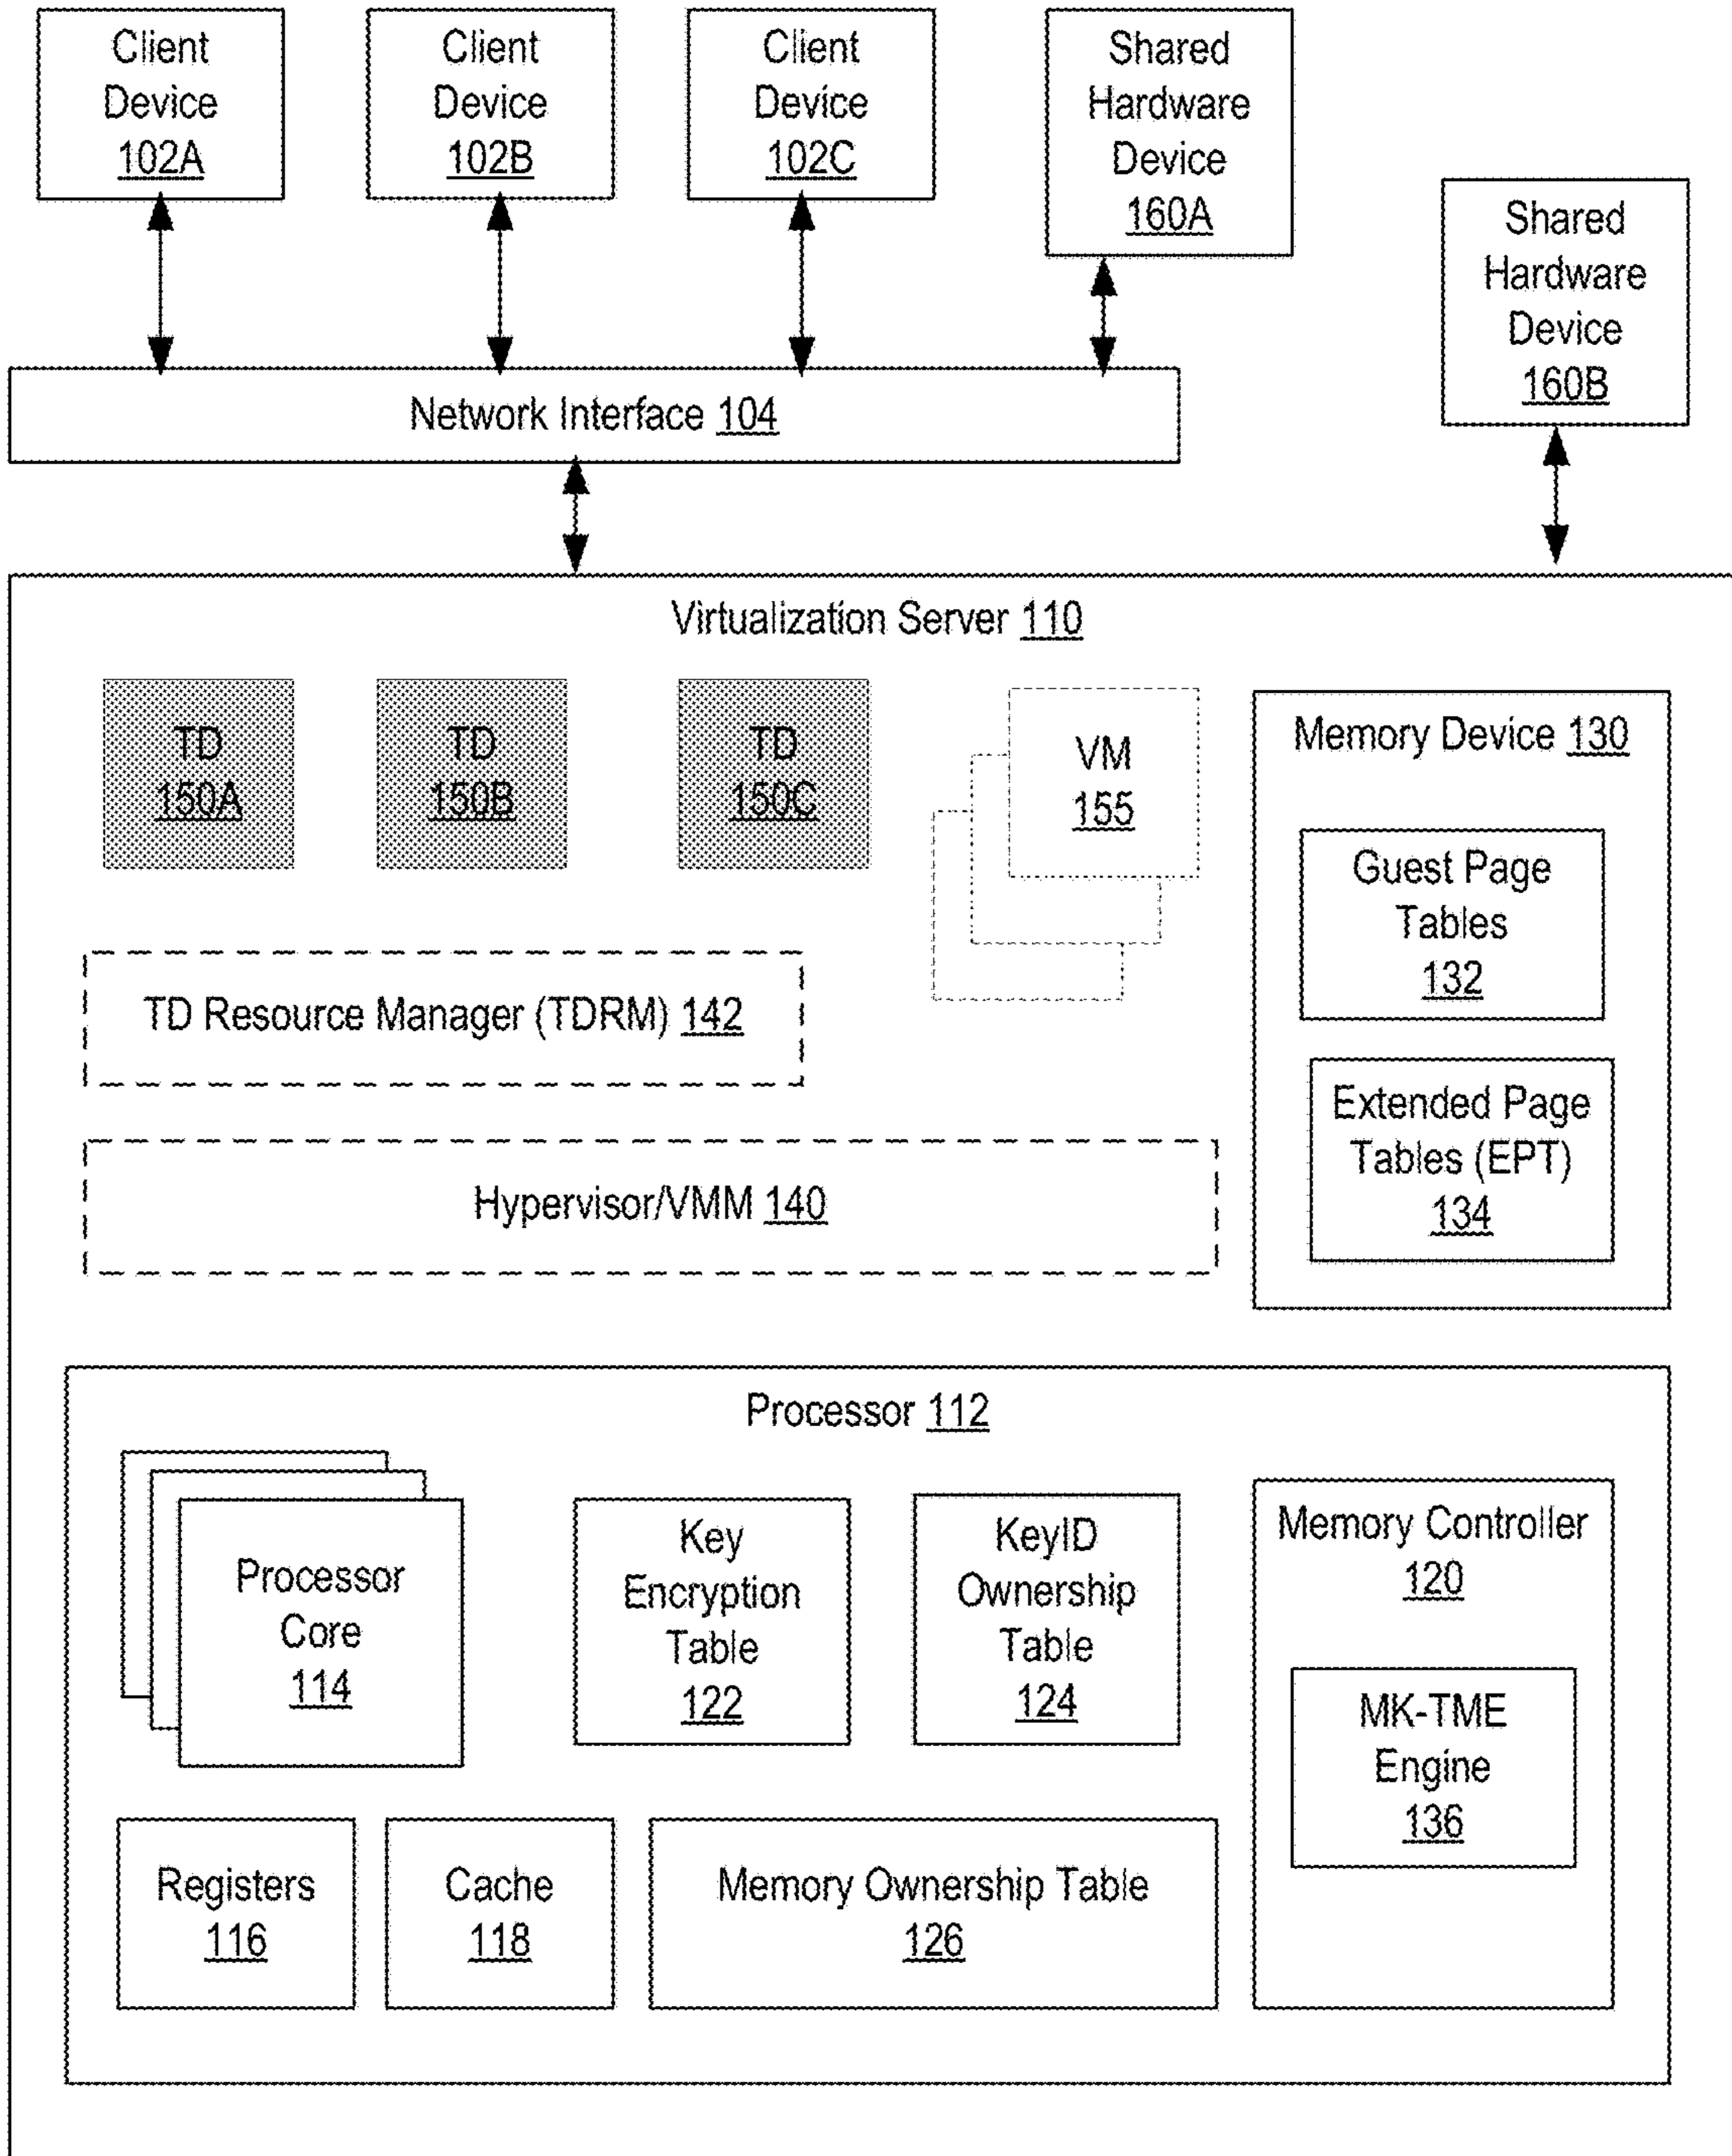 Client
Device
102A
Client
Device
102B
Client
Device
102C
Shared
Hardware
Device
160A
Shared
Hardware
Device
160B
Network Interface 104
Virtualization Server 110
TD
150A
TD
150B
TD
150C
VM
155
Memory Device 130
Guest Page
Tables
132
Extended Page
Tables (EPT)
134
TD Resource Manager (TDRM) 142
Hypervisor/VMM 140
Processor 112
Processor
Core
114
Key
Encryption
Table
122
KeyID
Ownership
Table
124
Memory Controller
120
MK-TME
Engine
136
Registers
116
Cache
118
Memory Ownership Table
126